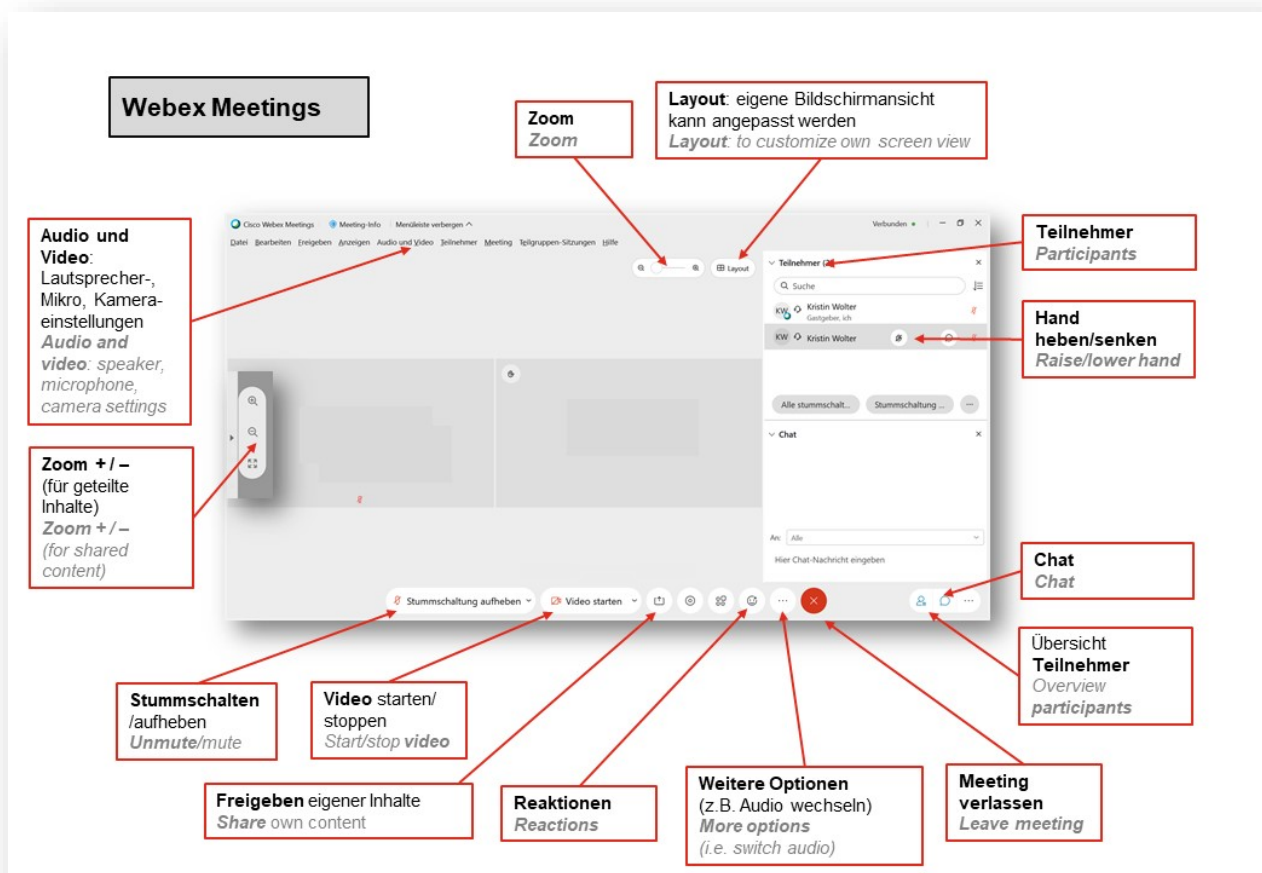 Webex Meetings
Zoom
Zoom
Layout: eigene Bildschirmansicht
kann angepasst werden
Layout: to customize own screen view
Audio und
Video:
Lautsprecher-,
Mikro, Kamera-
einstellungen
Audio and
video: speaker,
microphone,
camera settings
Zoom + / –
(für geteilte
Inhalte)
Zoom + / –
(for shared
content)
Cisco Webex Meetings Meeting-Info Menüleiste verbergen
Verbunden
Datei Bearbeiten Freigeben Anzeigen Audio und Video Teilnehmer Meeting Teilgruppen-Sitzungen Hilfe
Layout
Teilnehmer (2)
Suche
KW Kristin Wolter
Gastgeber, ich
KW Kristin Wolter
Alle stummschalt... Stummschaltung ... ...
Chat
An: Alle
Hier Chat-Nachricht eingeben
Stummschaltung aufheben Video starten
Teilnehmer
Participants
Hand
heben/senken
Raise/lower hand
Chat
Chat
Übersicht
Teilnehmer
Overview
participants
Stummschalten
/aufheben
Unmute/mute
Video starten/
stoppen
Start/stop video
Freigeben eigener Inhalte
Share own content
Reaktionen
Reactions
Weitere Optionen
(z.B. Audio wechseln)
More options
(i.e. switch audio)
Meeting
verlassen
Leave meeting